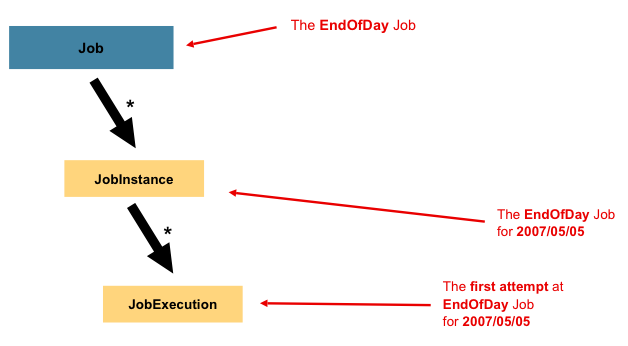 The EndOfDay Job
Job
*
JobInstance
The EndOfDay Job
for 2007/05/05
*
The first attempt at
EndOfDay Job
for 2007/05/05
JobExecution